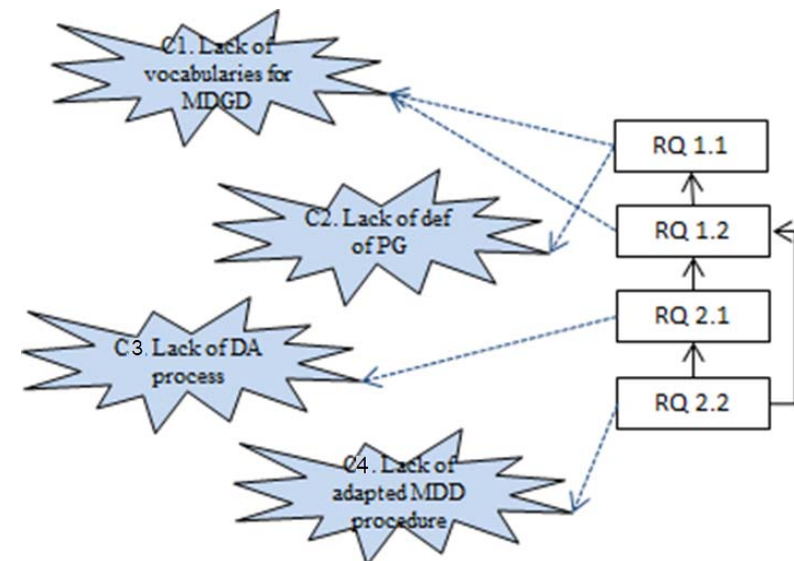 C1. Lack of
vocabularies for
MDGD
RQ 1.1
C2. Lack of def
of PG
RQ 1.2
C3. Lack of DA
process
RQ 2.1
RQ 2.2
C4. Lack of
adapted MDD
procedure